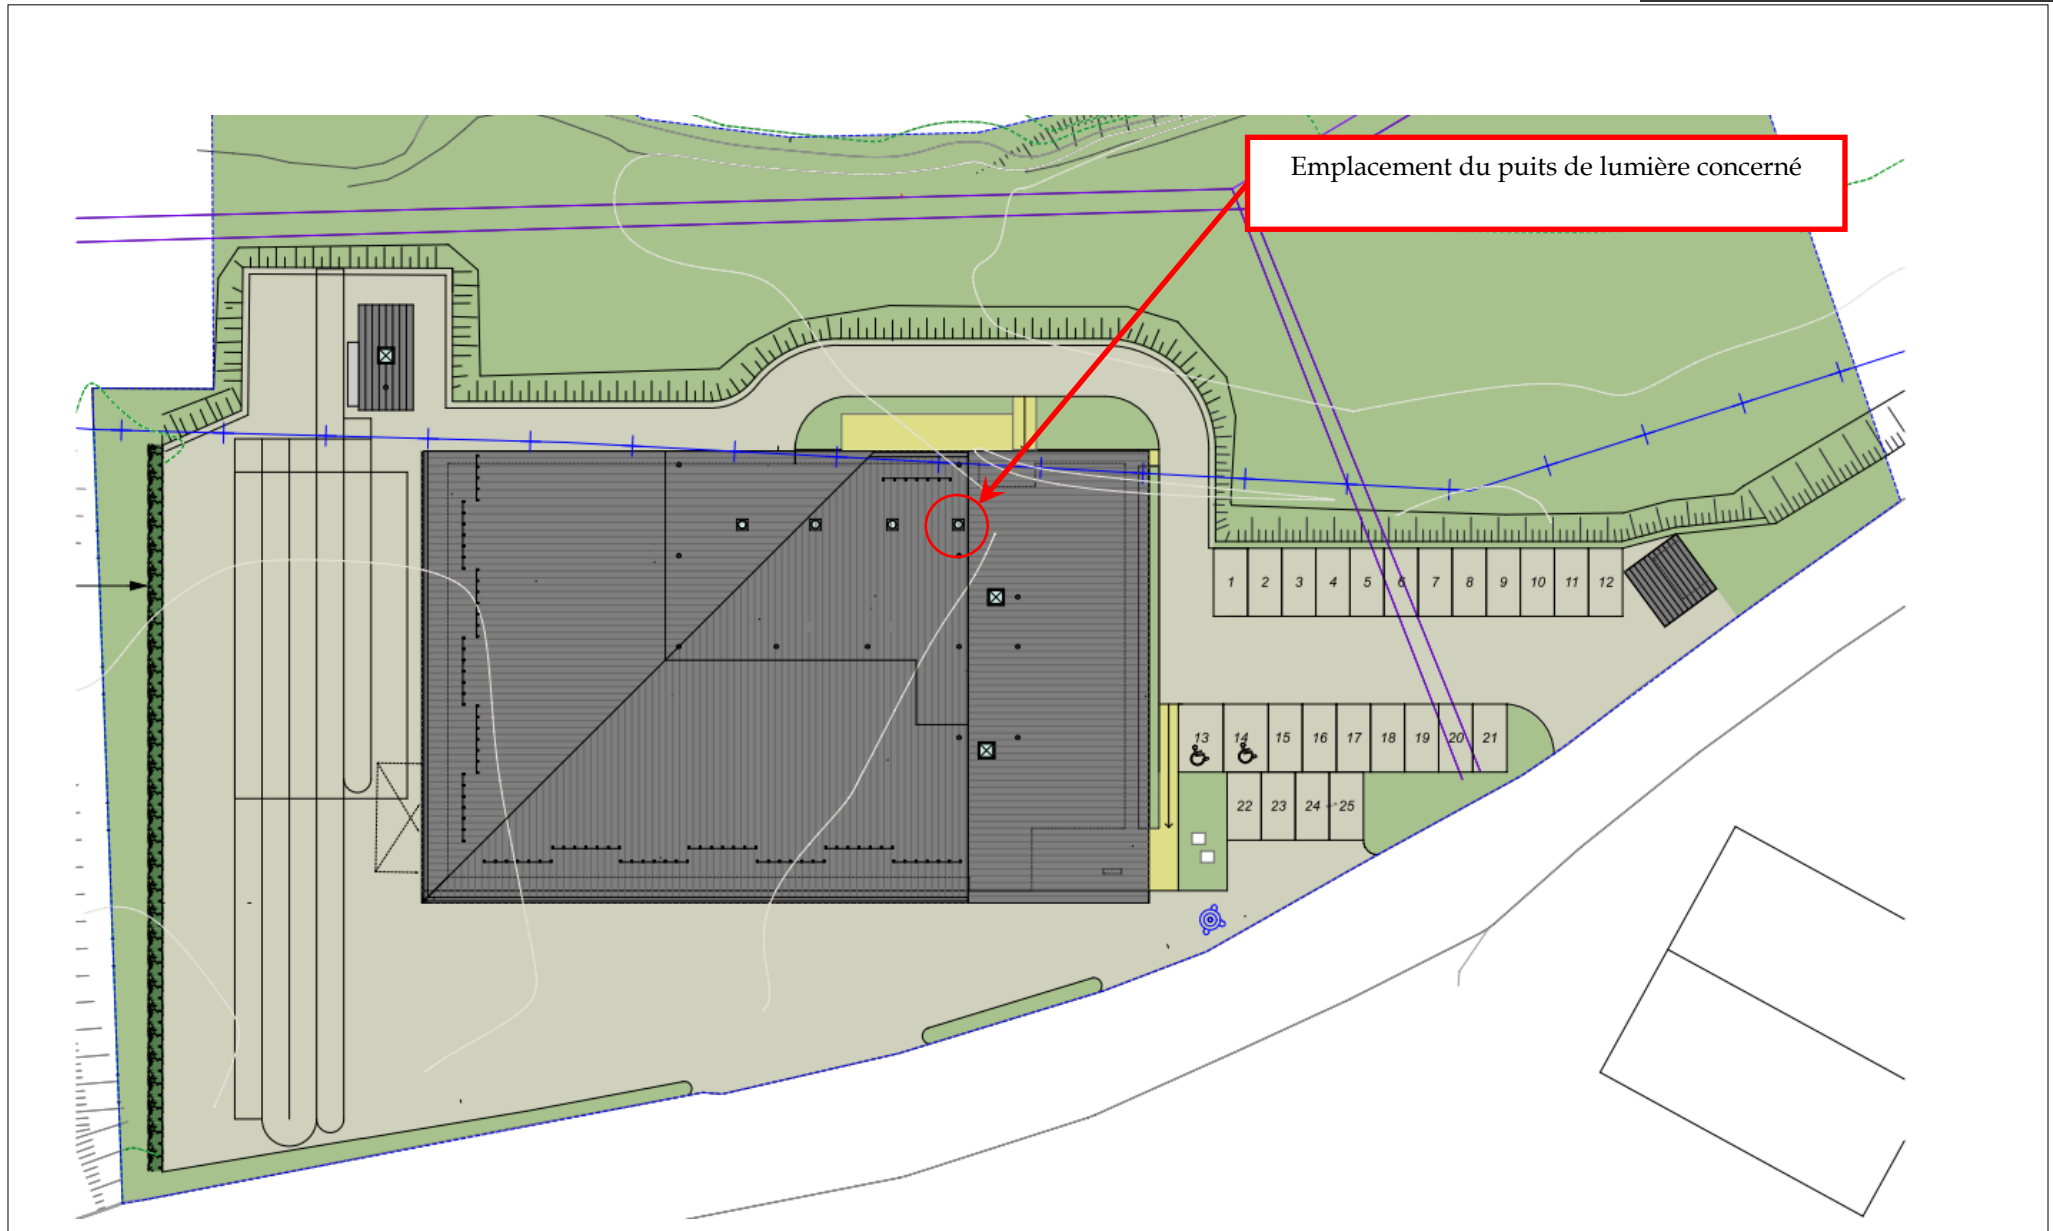 Emplacement du puits de lumière concerné
1 2 3 4 5 6 7 8 9 10 11 12
13 14 15 16 17 18 19 20 21
22 23 24 25